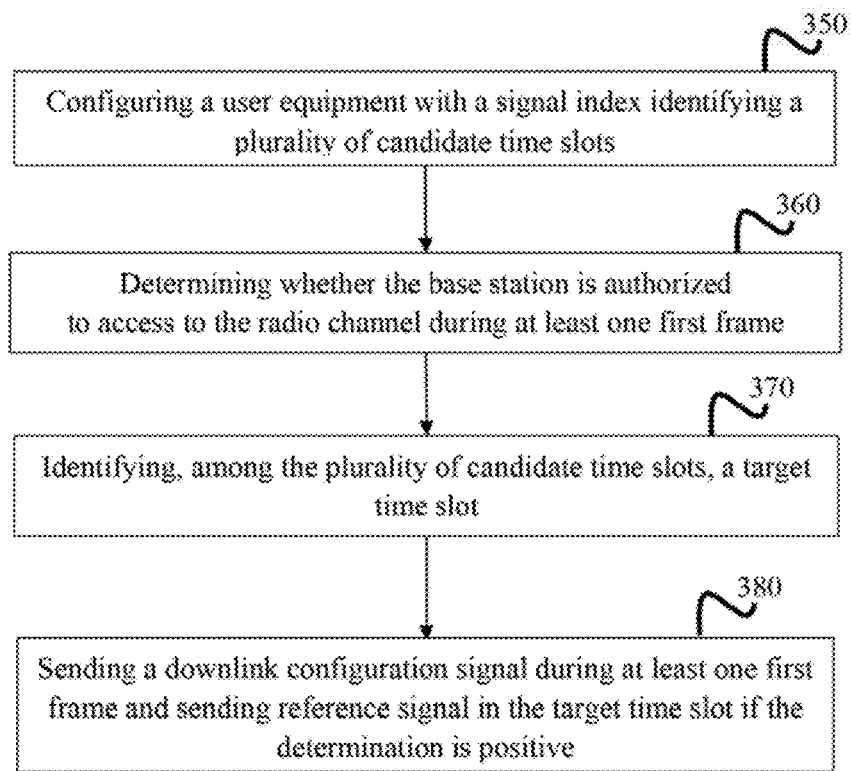 350
Configuring a user equipment with a signal index identifying a
plurality of candidate time slots
360
Determining whether the base station is authorized
to access to the radio channel during at least one first frame
370
Identifying, among the plurality of candidate time slots, a target
time slot
380
Sending a downlink configuration signal during at least one first
frame and sending reference signal in the target time slot if the
determination is positive